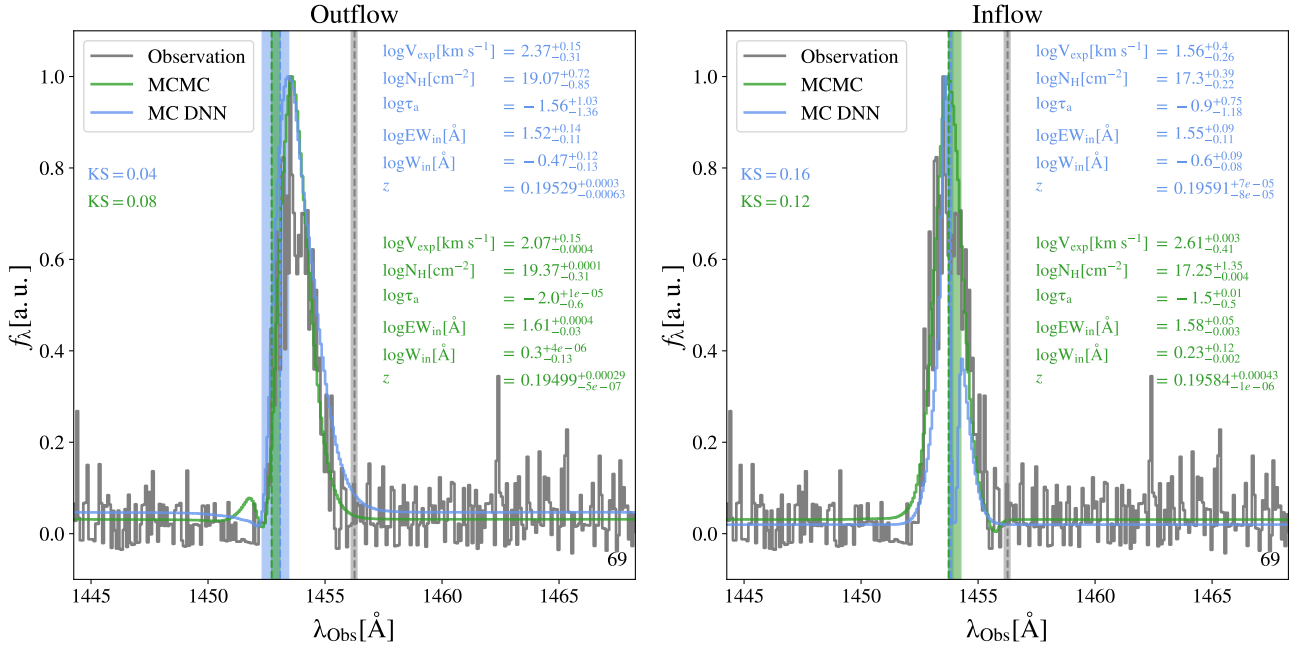 Outflow
Observation
MCMC
MC DNN
KS = 0.04
KS = 0.08
logV_exp[km s⁻¹] = 2.37^{+0.15}_{-0.31}
logN_H[cm⁻²] = 19.07^{+0.72}_{-0.85}
logτ_a = −1.56^{+1.03}_{-1.36}
logEW_in[Å] = 1.52^{+0.14}_{-0.11}
logW_in[Å] = −0.47^{+0.12}_{-0.13}
z = 0.19529^{+0.0003}_{-0.00063}
logV_exp[km s⁻¹] = 2.07^{+0.15}_{-0.0004}
logN_H[cm⁻²] = 19.37^{+0.0001}_{-0.31}
logτ_a = −2.0^{+1e−05}_{-0.6}
logEW_in[Å] = 1.61^{+0.0004}_{-0.03}
logW_in[Å] = 0.3^{+4e−06}_{-0.13}
z = 0.19499^{+0.00029}_{-5e−07}
69
f_λ[a. u.]
1.0
0.8
0.6
0.4
0.2
0.0
1445 1450 1455 1460 1465
λ_Obs[Å]
Inflow
Observation
MCMC
MC DNN
KS = 0.16
KS = 0.12
logV_exp[km s⁻¹] = 1.56^{+0.4}_{-0.26}
logN_H[cm⁻²] = 17.3^{+0.39}_{-0.22}
logτ_a = −0.9^{+0.75}_{-1.18}
logEW_in[Å] = 1.55^{+0.09}_{-0.11}
logW_in[Å] = −0.6^{+0.09}_{-0.08}
z = 0.19591^{+7e−05}_{-8e−05}
logV_exp[km s⁻¹] = 2.61^{+0.003}_{-0.41}
logN_H[cm⁻²] = 17.25^{+1.35}_{-0.004}
logτ_a = −1.5^{+0.01}_{-0.5}
logEW_in[Å] = 1.58^{+0.05}_{-0.003}
logW_in[Å] = 0.23^{+0.12}_{-0.002}
z = 0.19584^{+0.00043}_{-1e−06}
69
f_λ[a. u.]
1.0
0.8
0.6
0.4
0.2
0.0
1445 1450 1455 1460 1465
λ_Obs[Å]